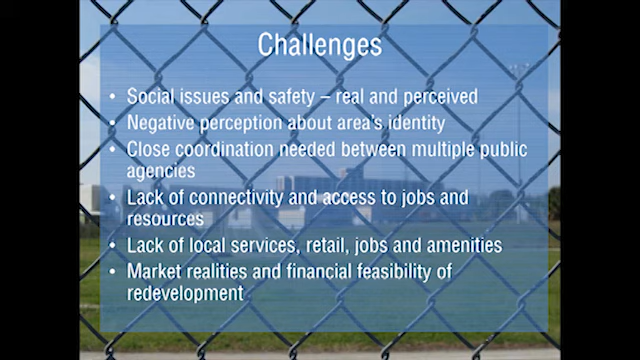 Challenges
• Social issues and safety – real and perceived
• Negative perception about area's identity
• Close coordination needed between multiple public
agencies
• Lack of connectivity and access to jobs and
resources
• Lack of local services, retail, jobs and amenities
• Market realities and financial feasibility of
redevelopment